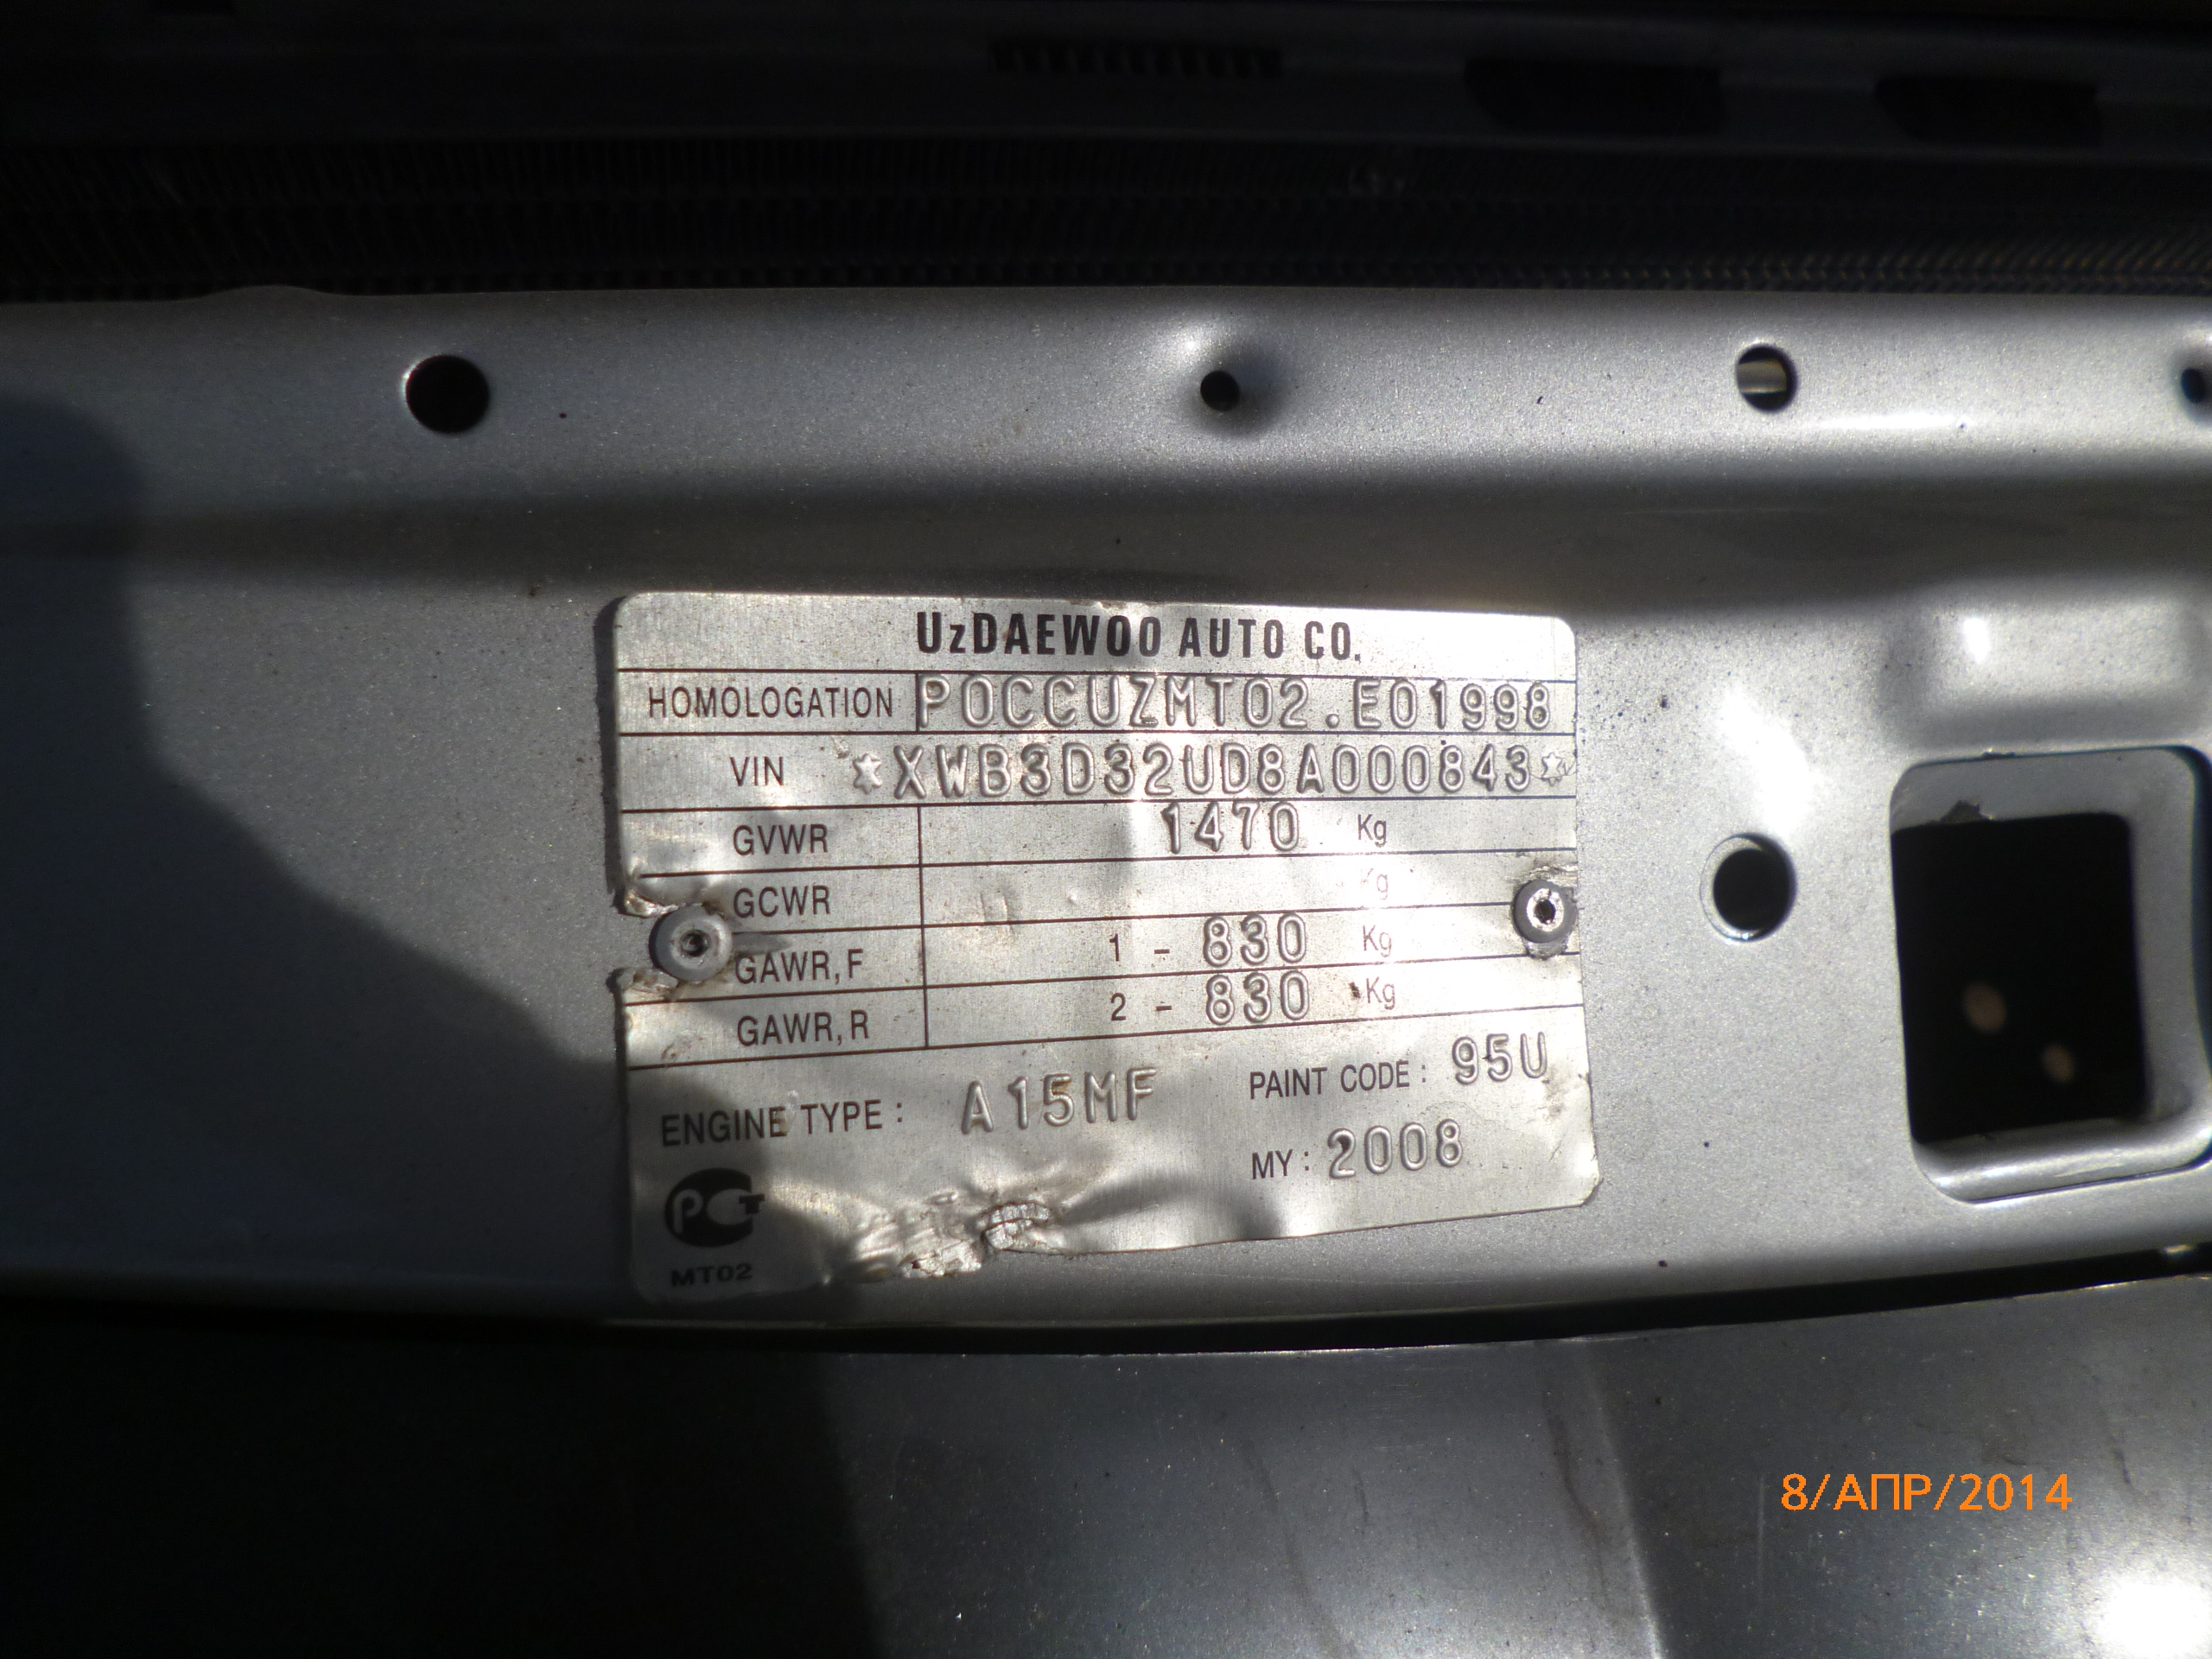 UzDAEWOO AUTO CO.
HOMOLOGATION POCCUZMT02.E01998
VIN *XWB3D32UD8A000843*
GVWR 1470 Kg
GCWR Kg
GAWR,F 1 - 830 Kg
GAWR,R 2 - 830 Kg
ENGINE TYPE : A15MF PAINT CODE : 95U
MY : 2008
РСТ
MT02
8/АПР/2014